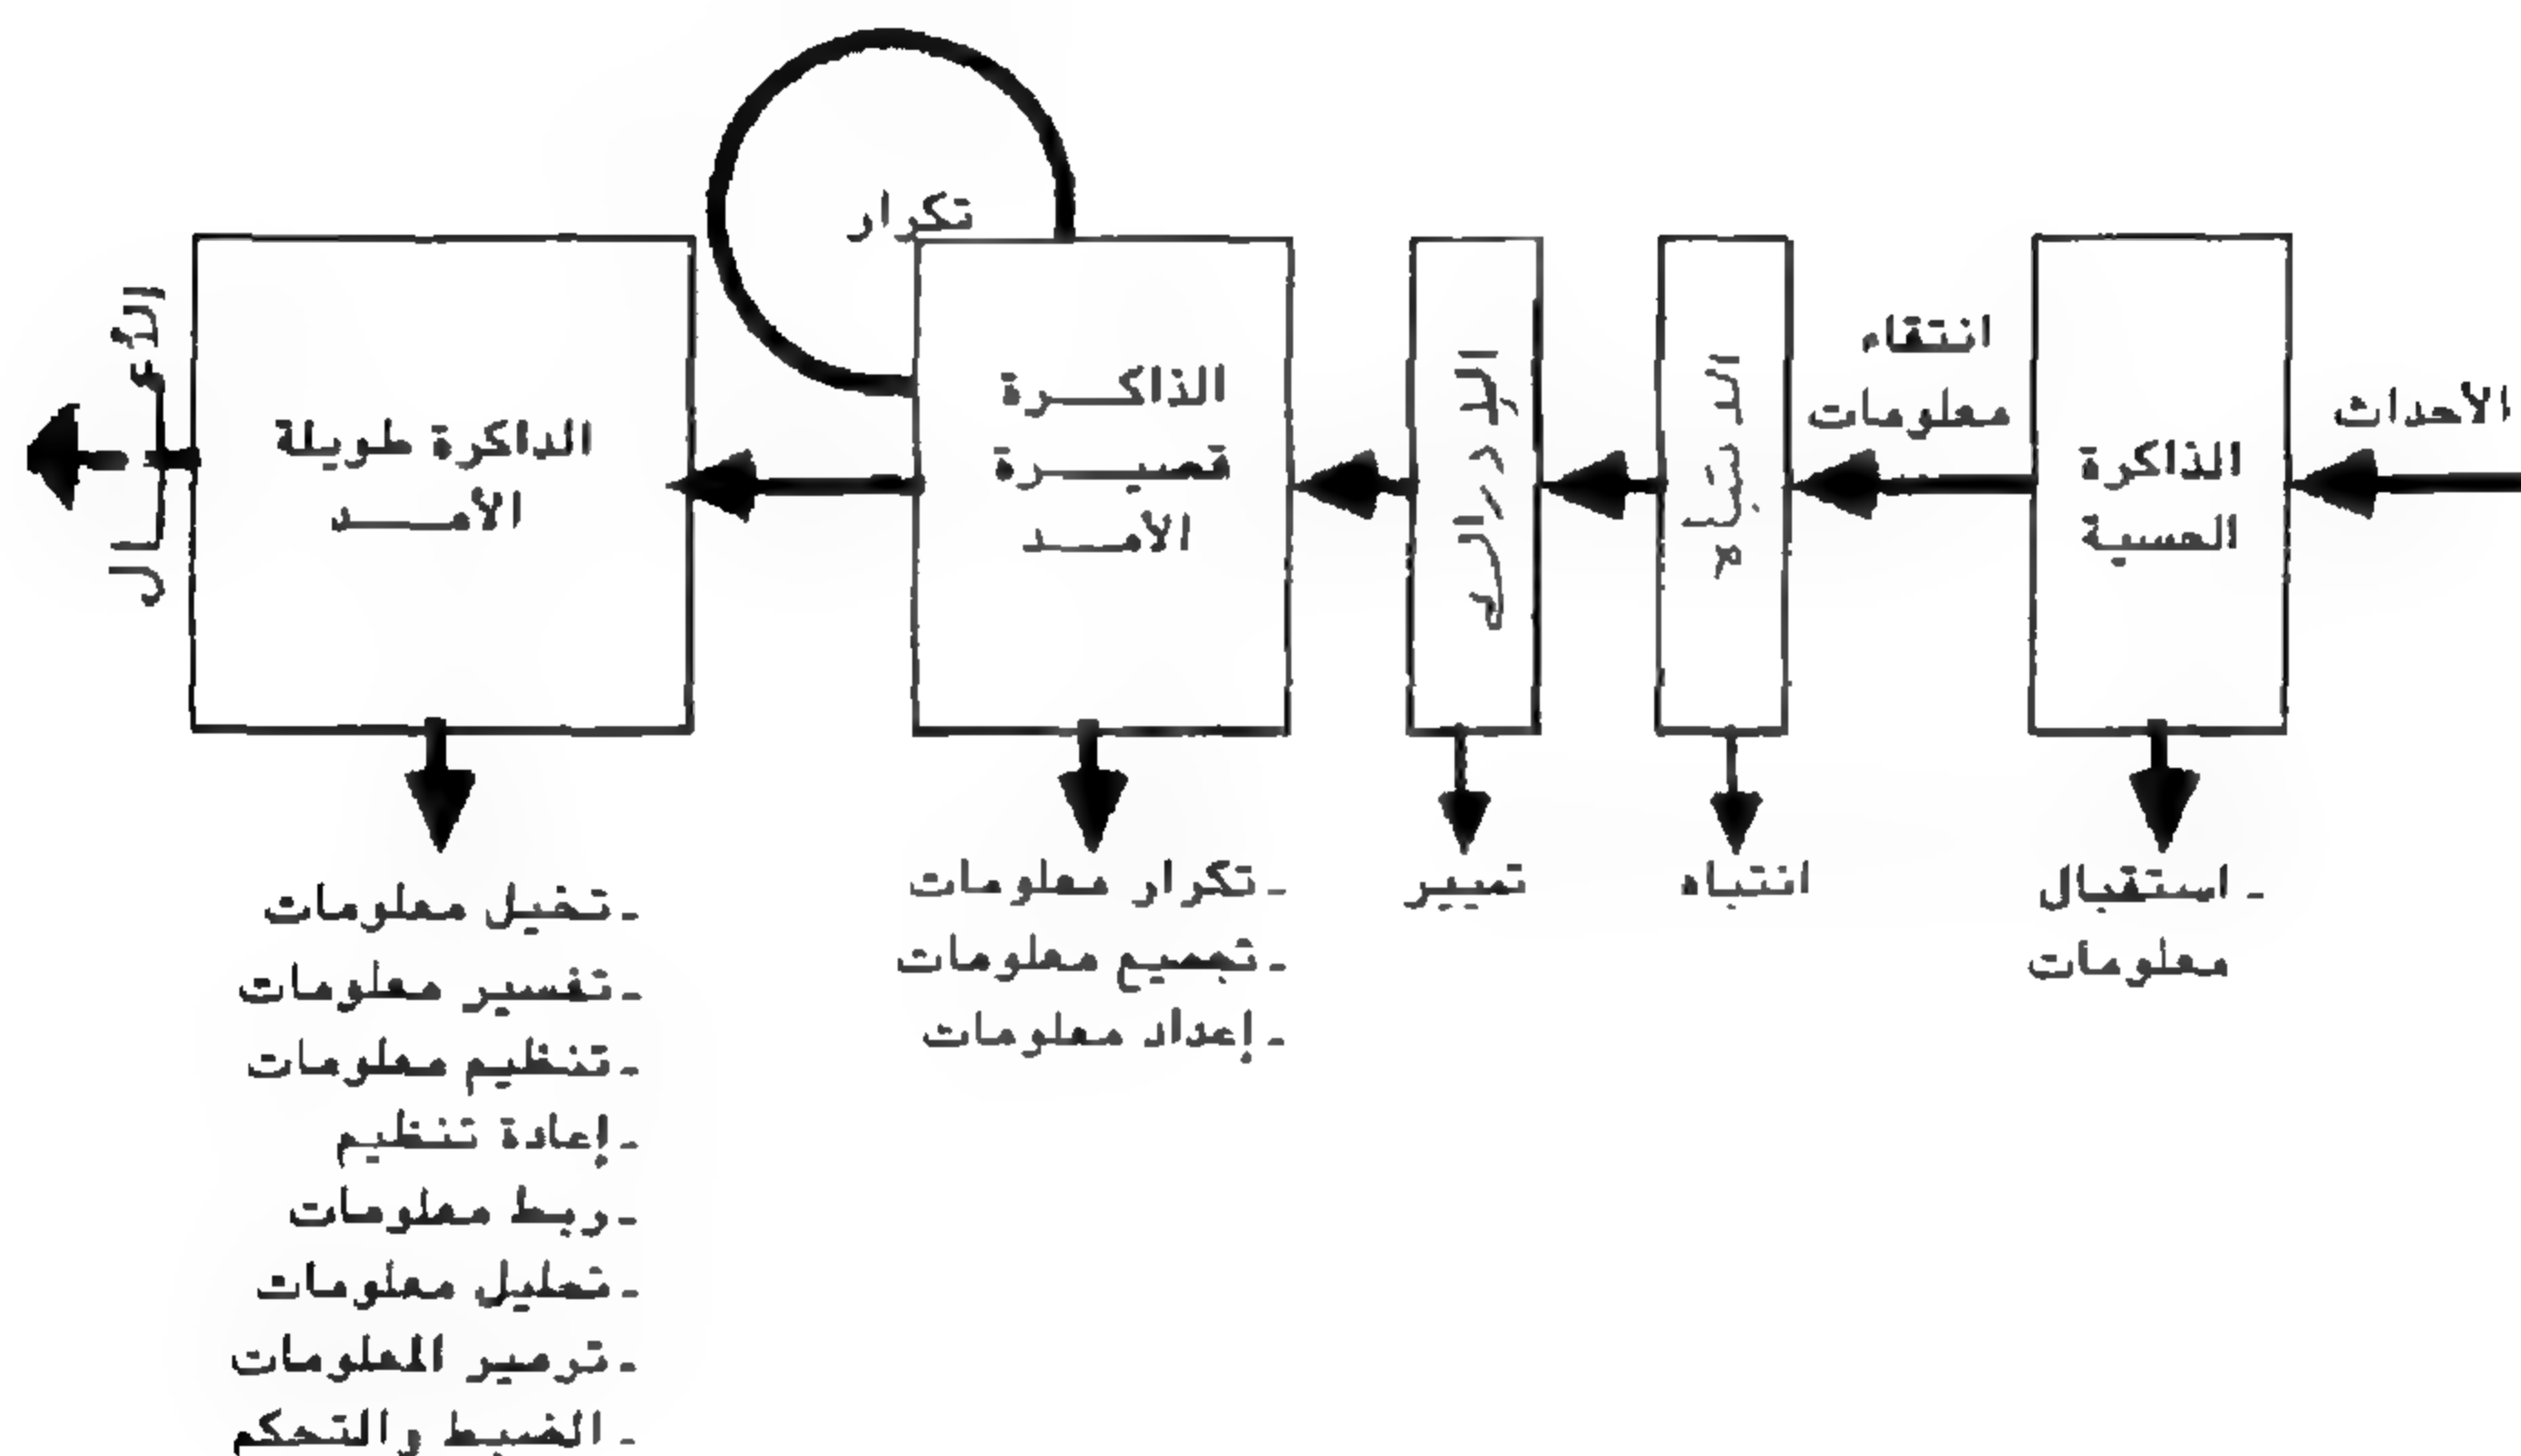 تكرار
الأحداث
انتقاء
معلومات
الذاكرة
الحسية
الانتباه
الإدراك
الذاكرة
قصيرة
الأمد
الذاكرة طويلة
الأمد
- استقبال
معلومات
انتباه
تمييز
- تكرار معلومات
- تجميع معلومات
- إعداد معلومات
- تخيل معلومات
- تفسير معلومات
- تنظيم معلومات
- إعادة تنظيم
- ربط معلومات
- تحليل معلومات
- ترميز المعلومات
- الضبط والتحكم